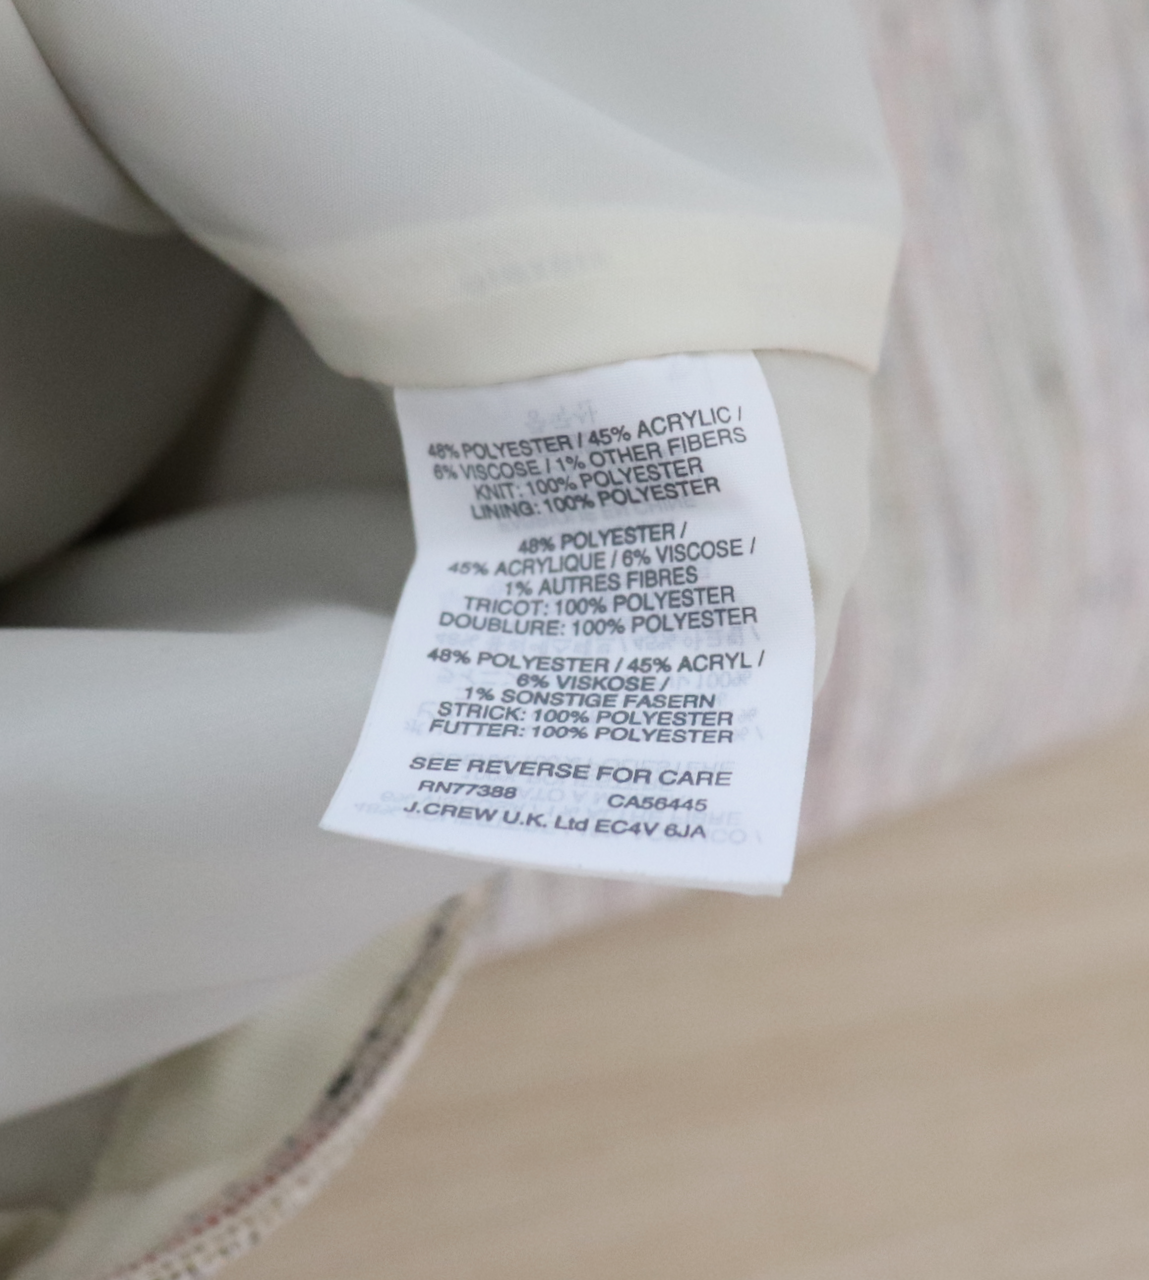 48% POLYESTER / 45% ACRYLIC /
6% VISCOSE / 1% OTHER FIBERS
KNIT: 100% POLYESTER
LINING: 100% POLYESTER
48% POLYESTER /
45% ACRYLIQUE / 6% VISCOSE /
1% AUTRES FIBRES
TRICOT: 100% POLYESTER
DOUBLURE: 100% POLYESTER
48% POLYESTER / 45% ACRYL /
6% VISKOSE /
1% SONSTIGE FASERN
STRICK: 100% POLYESTER
FUTTER: 100% POLYESTER
SEE REVERSE FOR CARE
RN77388 CA56445
J.CREW U.K. Ltd EC4V 6JA